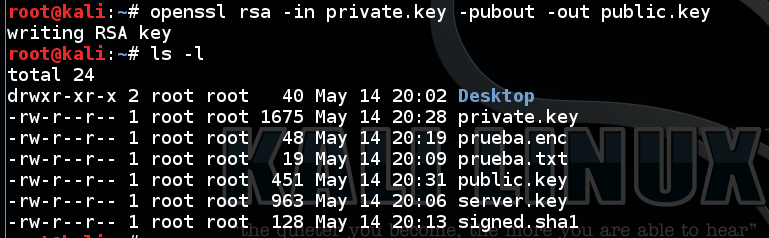 root@kali:~# openssl rsa -in private.key -pubout -out public.key
writing RSA key
root@kali:~# ls -l
total 24
drwxr-xr-x 2 root root   40 May 14 20:02 Desktop
-rw-r--r-- 1 root root 1675 May 14 20:28 private.key
-rw-r--r-- 1 root root   48 May 14 20:19 prueba.enc
-rw-r--r-- 1 root root   19 May 14 20:09 prueba.txt
-rw-r--r-- 1 root root  451 May 14 20:31 public.key
-rw-r--r-- 1 root root  963 May 14 20:06 server.key
-rw-r--r-- 1 root root  128 May 14 20:13 signed.sha1
KALI LINUX
the quieter you become, the more you are able to hear”